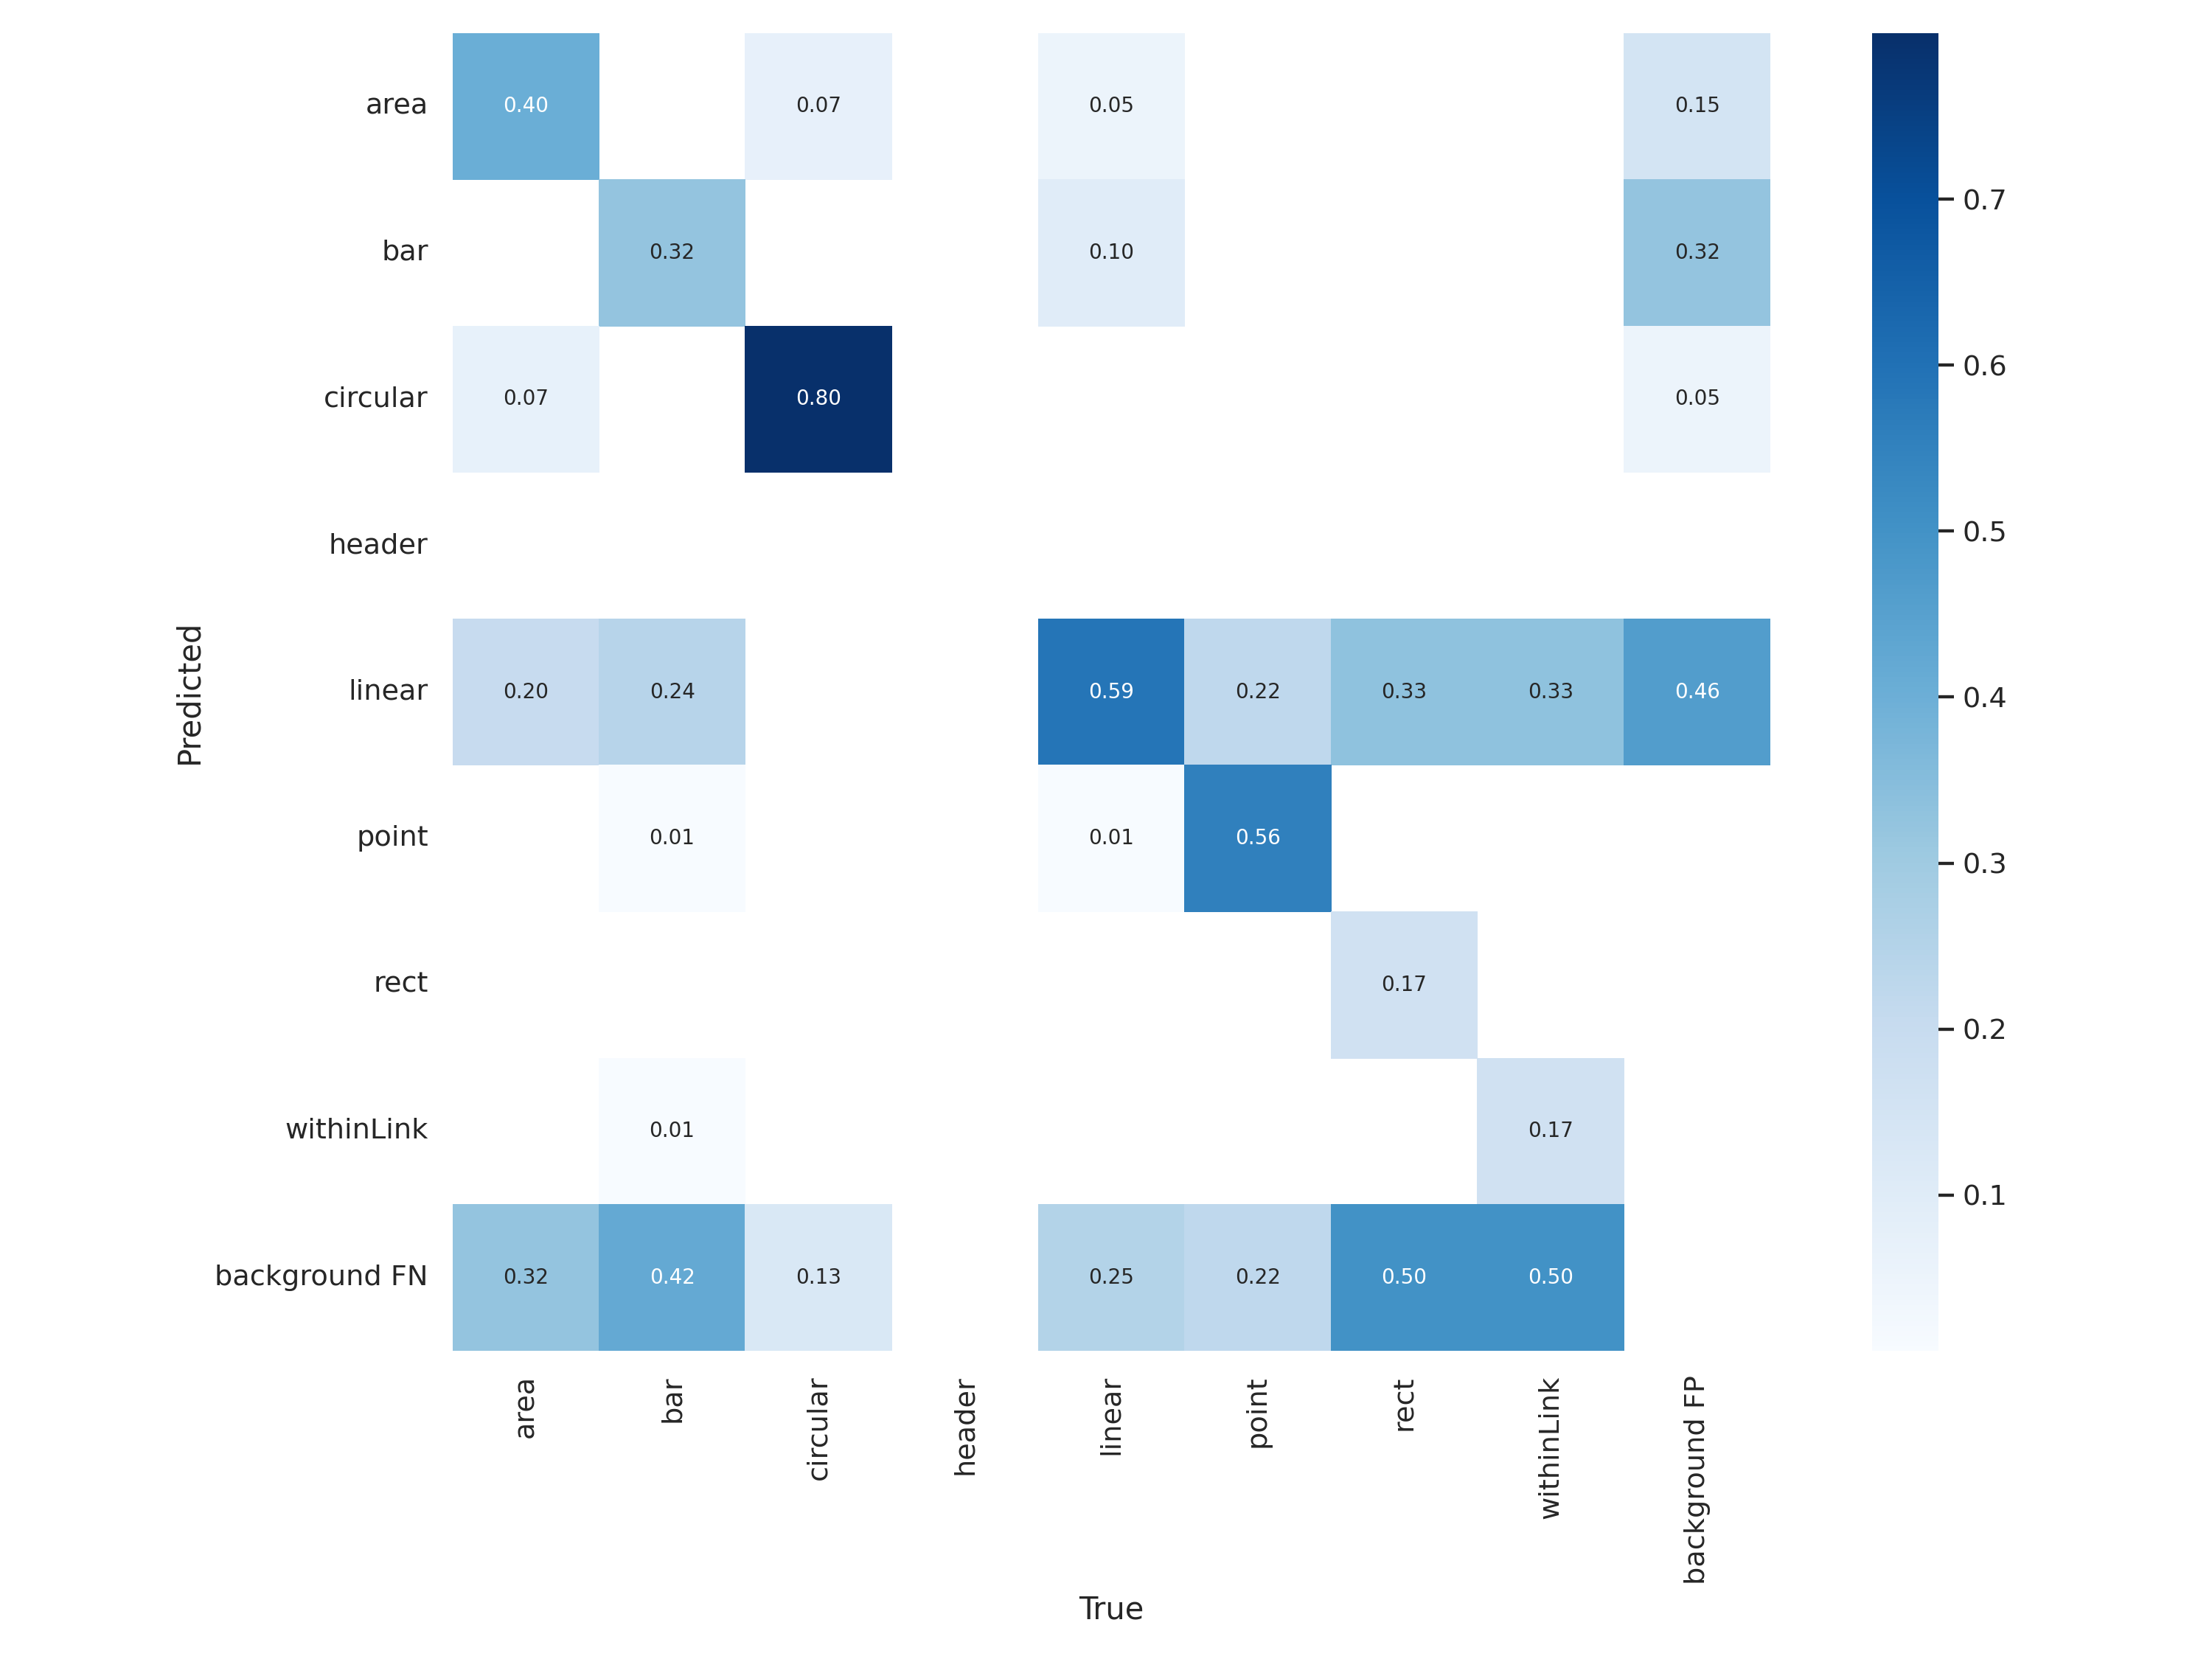 area 0.40 0.07 0.05 0.15
bar 0.32 0.10 0.32
circular 0.07 0.80 0.05
header
linear 0.20 0.24 0.59 0.22 0.33 0.33 0.46
point 0.01 0.01 0.56
rect 0.17
withinLink 0.01 0.17
background FN 0.32 0.42 0.13 0.25 0.22 0.50 0.50
Predicted
area bar circular header linear point rect withinLink background FP
True
0.7
0.6
0.5
0.4
0.3
0.2
0.1